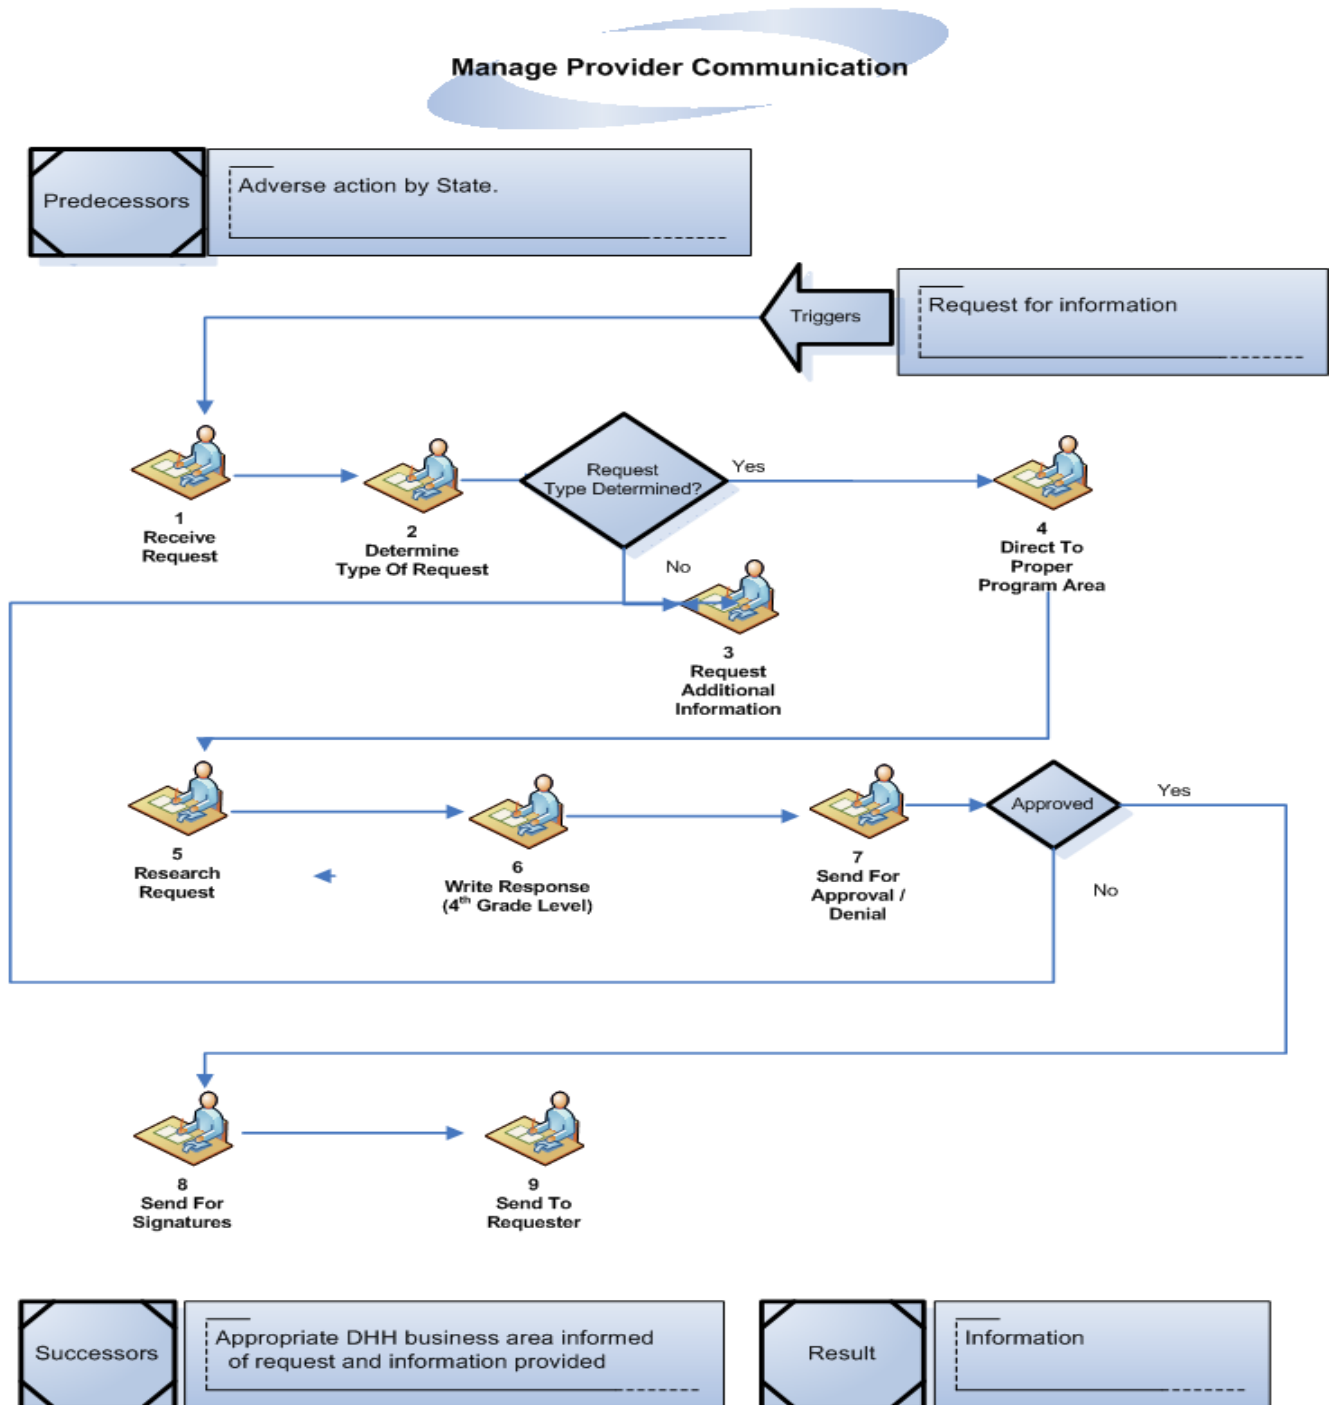 Manage Provider Communication
Predecessors
Adverse action by State.
Triggers
Request for information
Request
Type Determined?
Yes
No
1
Receive
Request
2
Determine
Type Of Request
3
Request
Additional
Information
4
Direct To
Proper
Program Area
5
Research
Request
6
Write Response
(4th Grade Level)
7
Send For
Approval /
Denial
Approved
Yes
No
8
Send For
Signatures
9
Send To
Requester
Successors
Appropriate DHH business area informed
of request and information provided
Result
Information